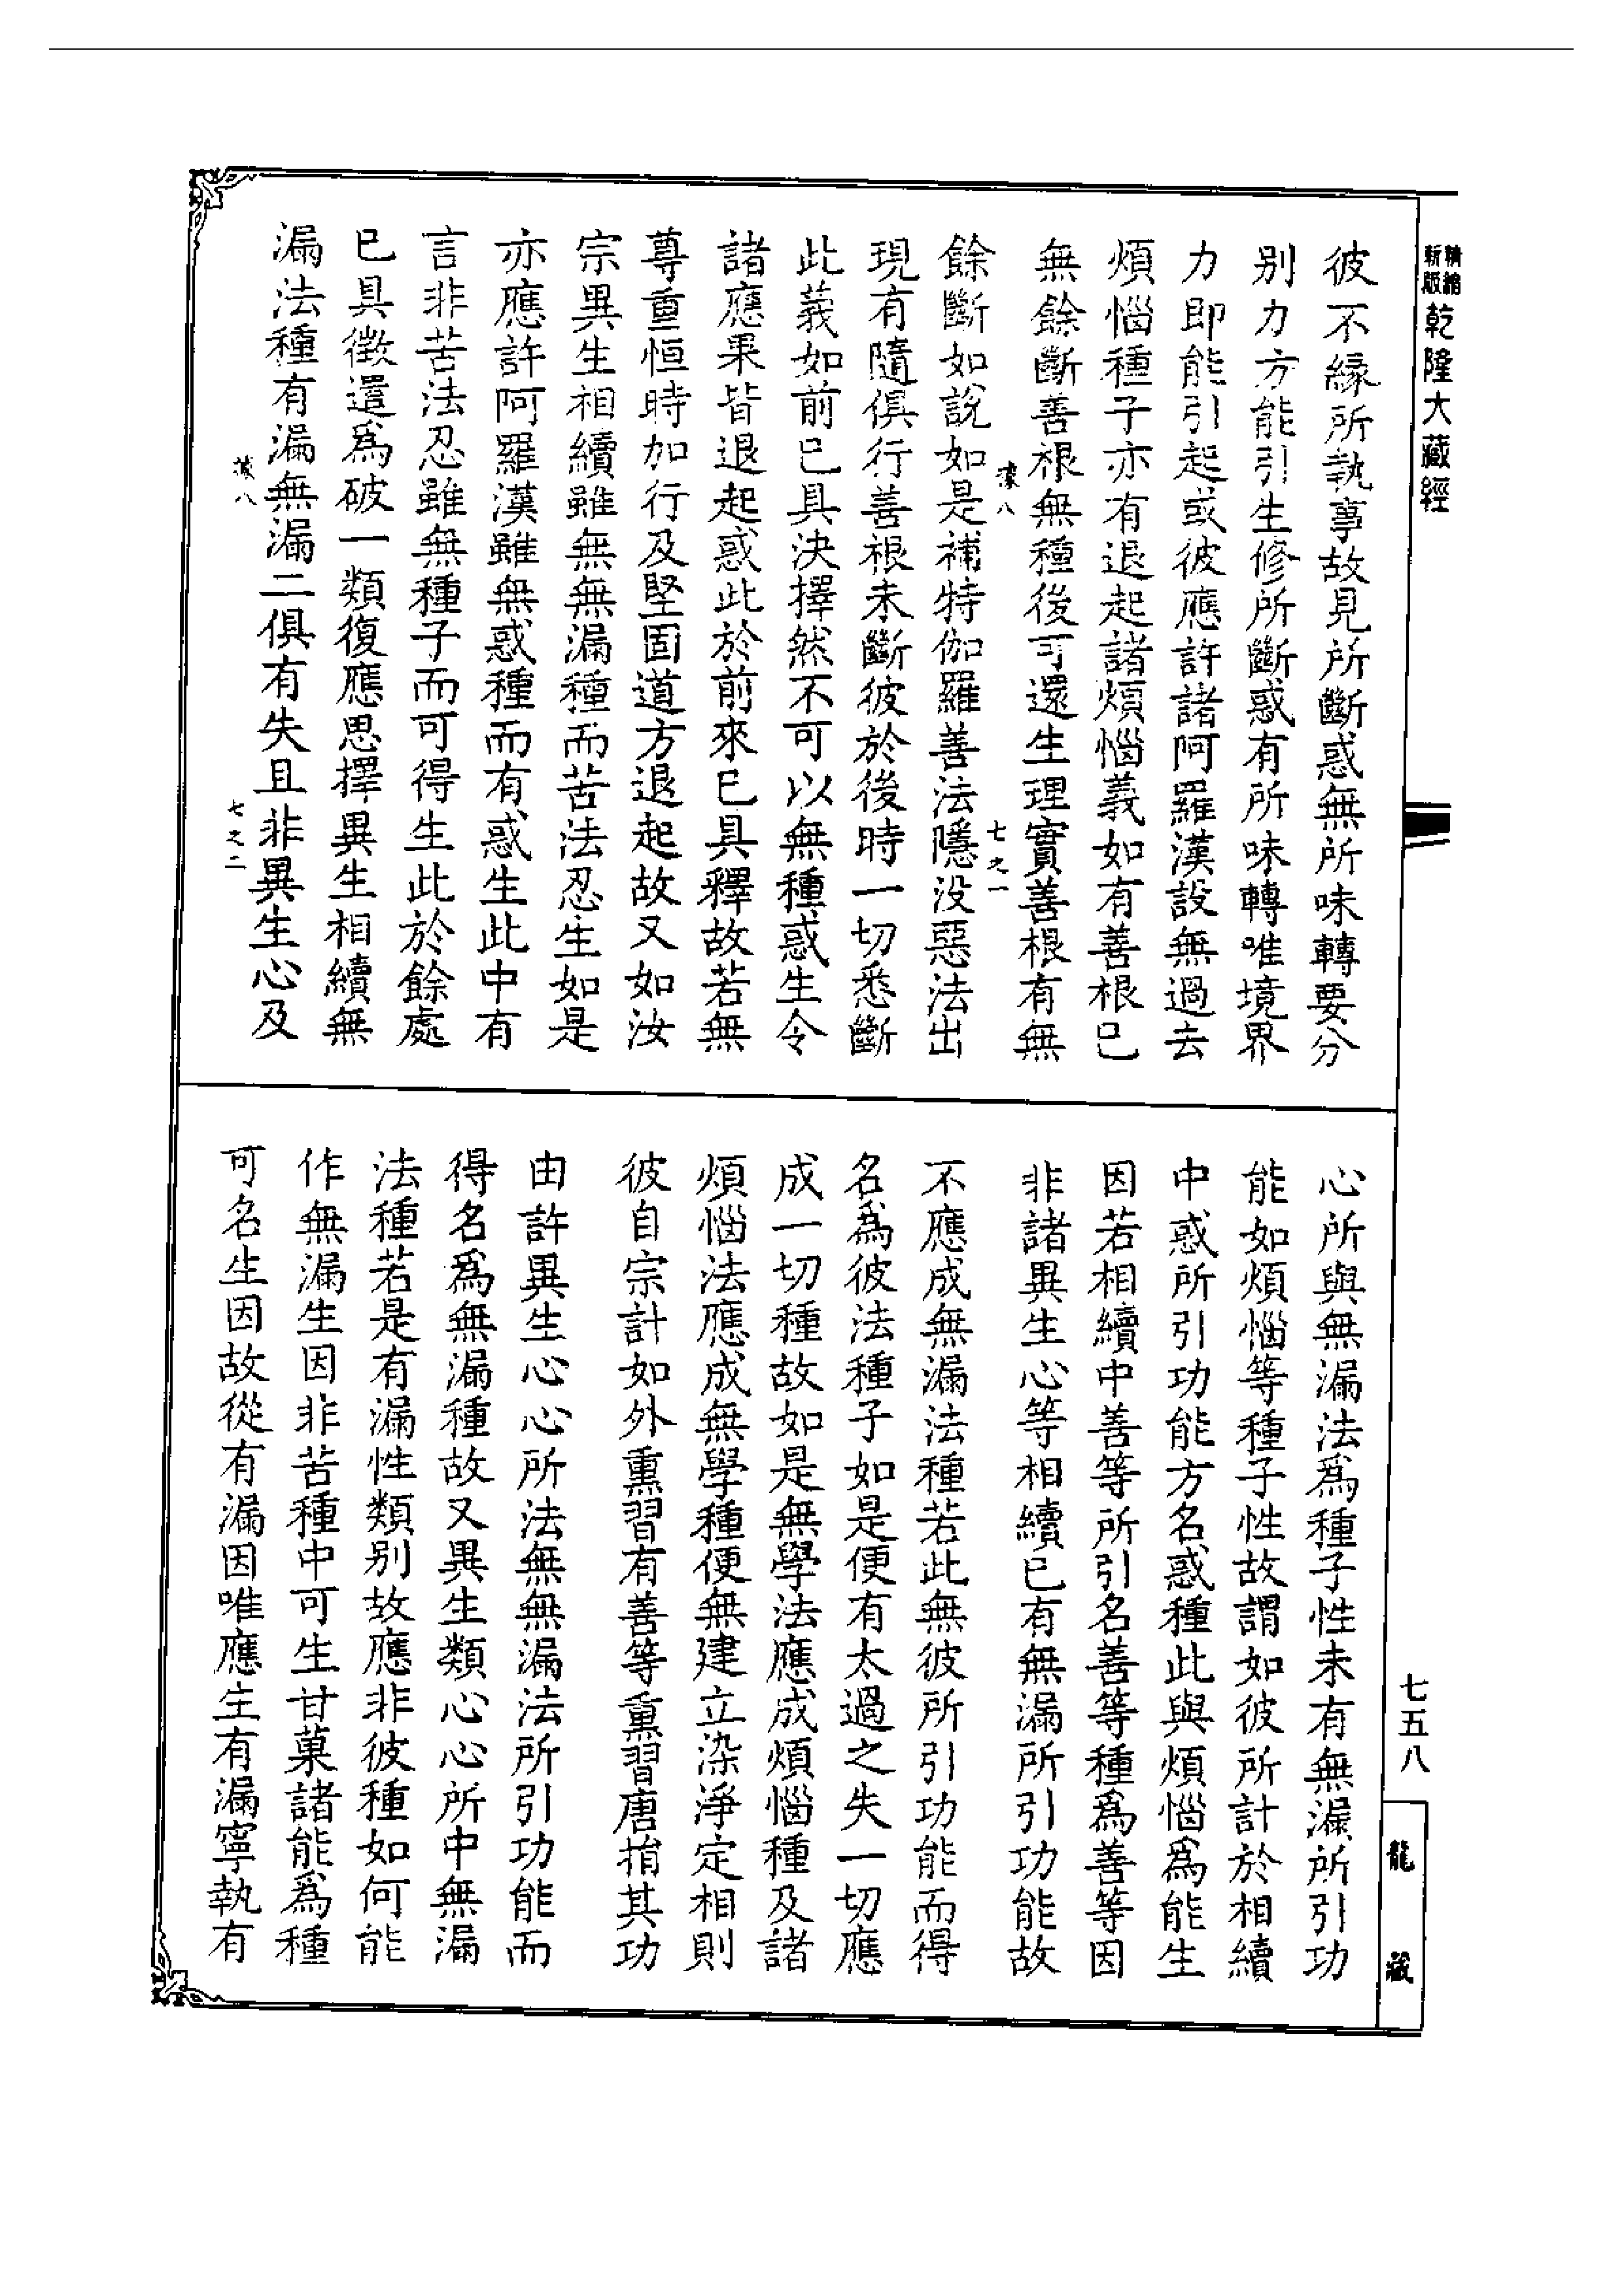 精縮
新版
乾隆大藏經
彼不緣所執事故見所斷惑無所味轉要分
別力方能引生修所斷惑有所味轉唯境界
力即能引起或彼應許諸阿羅漢設無過去
煩惱種子亦有退起諸煩惱義如有善根已
無餘斷善根無種後可還生理實善根有無
餘斷如說如是補特伽羅善法隱没惡法出
現有隨俱行善根未斷彼於後時一切悉斷
此義如前已具決擇然不可以無種惑生令
諸應果皆退起惑此於前來已具釋故若無
尊重恒時加行及堅固道方退起故又如汝
宗異生相續雖無無漏種而苦法忍生如是
亦應許阿羅漢雖無惑種而有惑生此中有
言非苦法忍雖無種子而可得生此於餘處
已具徵遣爲破一類復應思擇異生相續無
漏法種有漏無漏二俱有失且非異生心及
七之一
七之二
心所與無漏法爲種子性未有無漏所引功
能如煩惱等種子性故謂如彼所計於相續
中惑所引功能方名惑種此與煩惱爲能生
因若相續中善等所引名善等種爲善等因
非諸異生心等相續已有無漏所引功能故
不應成無漏法種若此無彼所引功能而得
名爲彼法種子如是便有太過之失一切應
成一切種故如是無學法應成煩惱種及諸
煩惱法應成無學種便無建立染淨定相則
彼自宗計如外熏習有善等熏習唐捐其功
由許異生心心所法無無漏法所引功能而
得名爲無漏種故又異生類心心所中無漏
法種若是有漏性類别故應非彼種如何能
作無漏生因非苦種中可生甘菓諸能爲種
可名生因故從有漏因唯應生有漏寧執有
七五八
龍藏